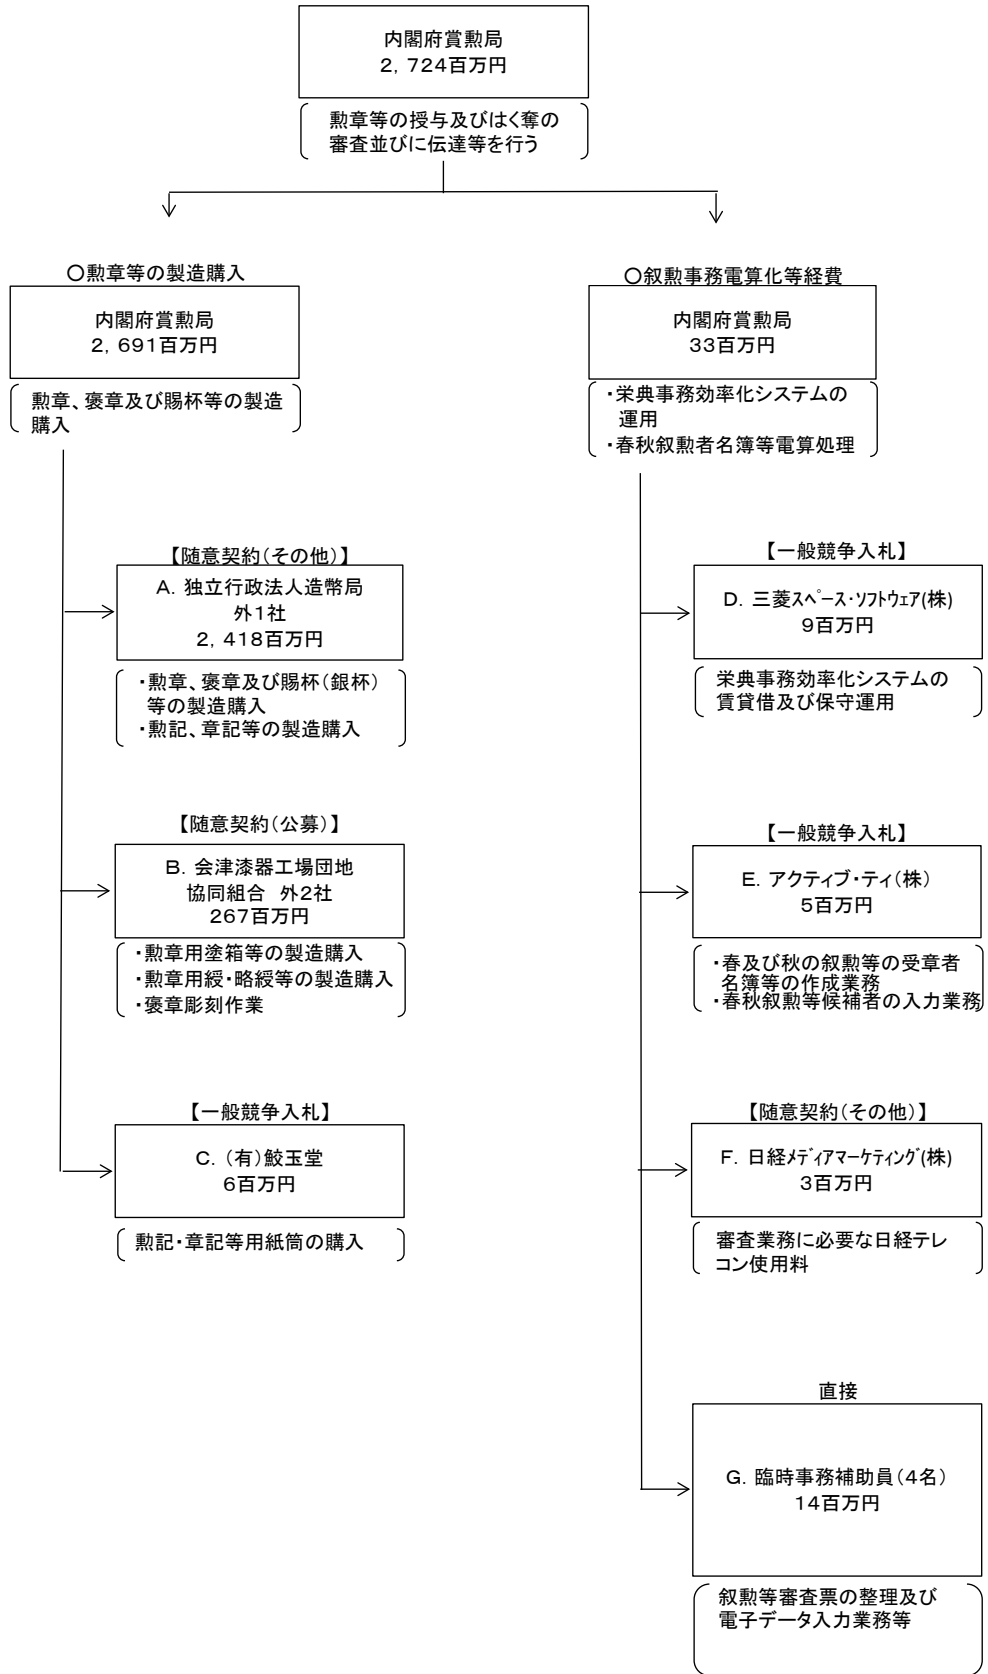 内閣府賞勲局
2，724百万円
勲章等の授与及びはく奪の
審査並びに伝達等を行う
○勲章等の製造購入
内閣府賞勲局
2，691百万円
勲章、褒章及び賜杯等の製造
購入
【随意契約(その他)】
A．独立行政法人造幣局
外1社
2，418百万円
・勲章、褒章及び賜杯(銀杯)
等の製造購入
・勲記、章記等の製造購入
【随意契約(公募)】
B．会津漆器工場団地
協同組合　外2社
267百万円
・勲章用塗箱等の製造購入
・勲章用綬・略綬等の製造購入
・褒章彫刻作業
【一般競争入札】
C．(有)鮫玉堂
6百万円
勲記・章記等用紙筒の購入
○叙勲事務電算化等経費
内閣府賞勲局
33百万円
・栄典事務効率化システムの
運用
・春秋叙勲者名簿等電算処理
【一般競争入札】
D．三菱ｽﾍﾟｰｽ・ｿﾌﾄｳｪｱ(株)
9百万円
栄典事務効率化システムの
賃貸借及び保守運用
【一般競争入札】
E．アクティブ・ティ(株)
5百万円
・春及び秋の叙勲等の受章者
名簿等の作成業務
・春秋叙勲等候補者の入力業務
【随意契約(その他)】
F．日経ﾒﾃﾞｨｱﾏｰｹﾃｨﾝｸﾞ(株)
3百万円
審査業務に必要な日経テレ
コン使用料
直接
G．臨時事務補助員(4名)
14百万円
叙勲等審査票の整理及び
電子データ入力業務等